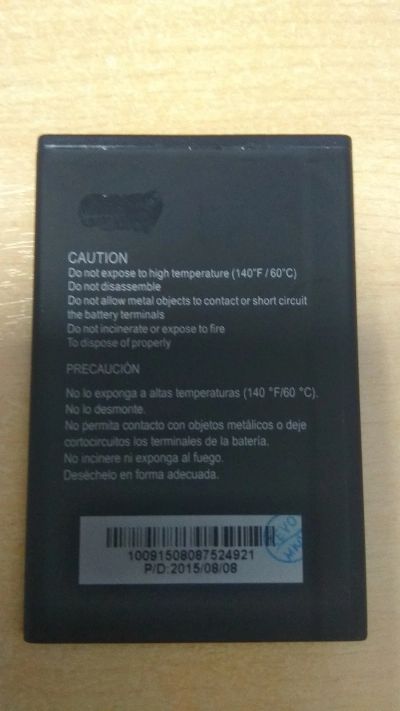 CAUTION
Do not expose to high temperature (140°F / 60°C)
Do not disassemble
Do not allow metal objects to contact or short circuit
the battery terminals
Do not incinerate or expose to fire
To dispose of properly
PRECAUCIÓN
No lo exponga a altas temperaturas (140 °F/60 °C).
No lo desmonte.
No permita contacto con objetos metálicos o deje
cortocircuitos los terminales de la batería.
No incinere ni exponga al fuego.
Deséchelo en forma adecuada.
10091508087524921
P/D:2015/08/08